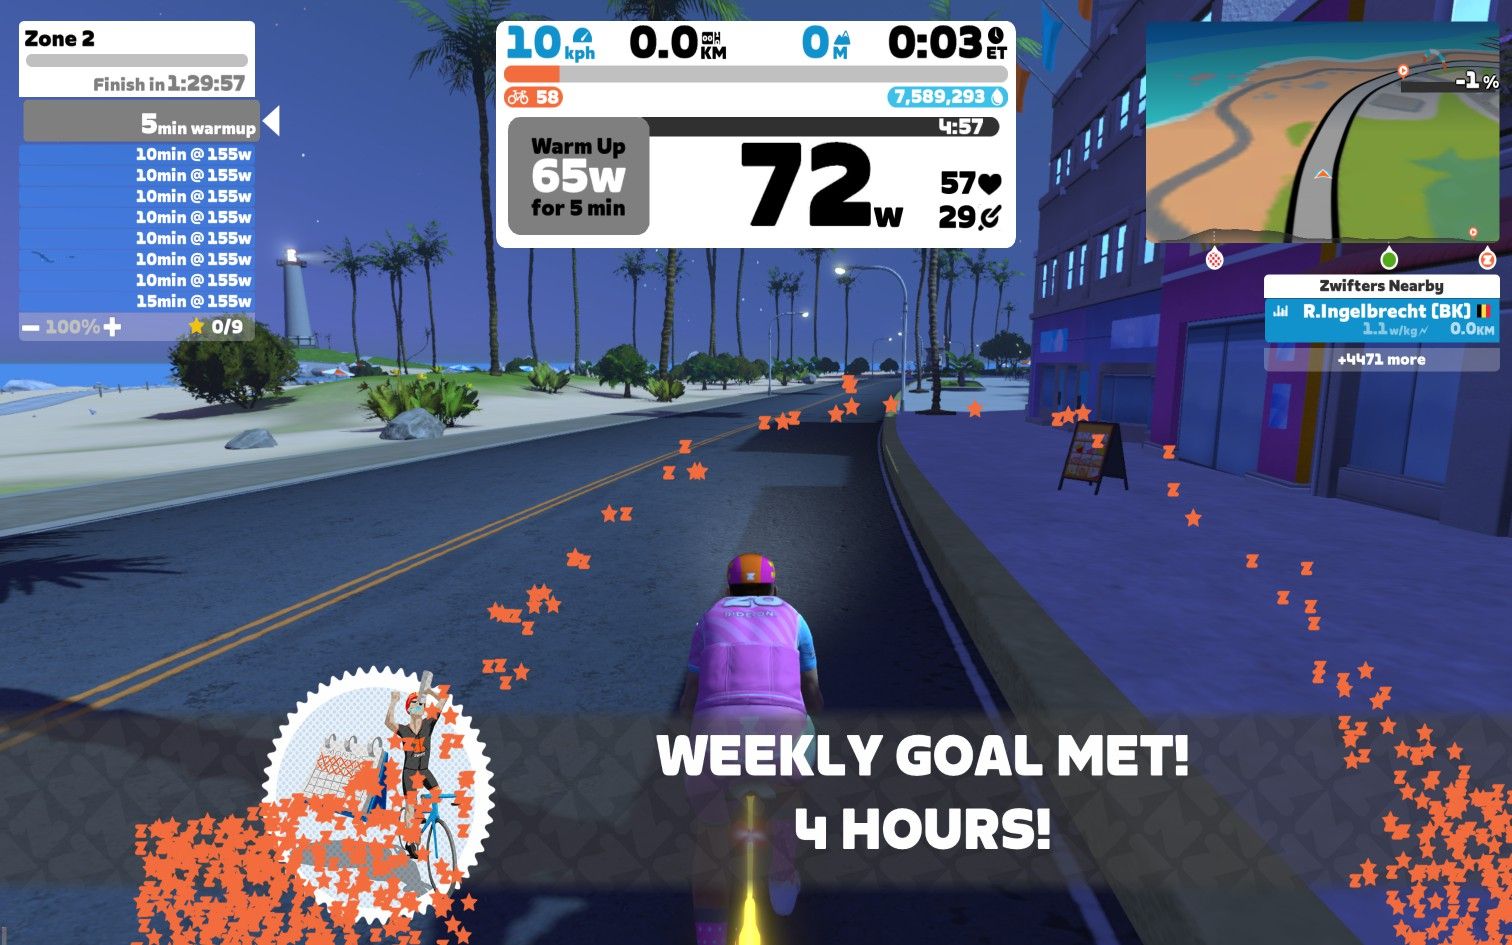 Zone 2
Finish in 1:29:57
5min warmup
10min @ 155w
10min @ 155w
10min @ 155w
10min @ 155w
10min @ 155w
10min @ 155w
10min @ 155w
15min @ 155w
— 100% +
0/9
10 kph 0.0 KM 0 M 0:03 ET
58
7,589,293
4:57
Warm Up
65w
for 5 min
72w
57
29
-1 %
Zwifters Nearby
R.Ingelbrecht [BK]
1.1 w/kg 0.0KM
+4471 more
RIDE ON
WEEKLY GOAL MET!
4 HOURS!